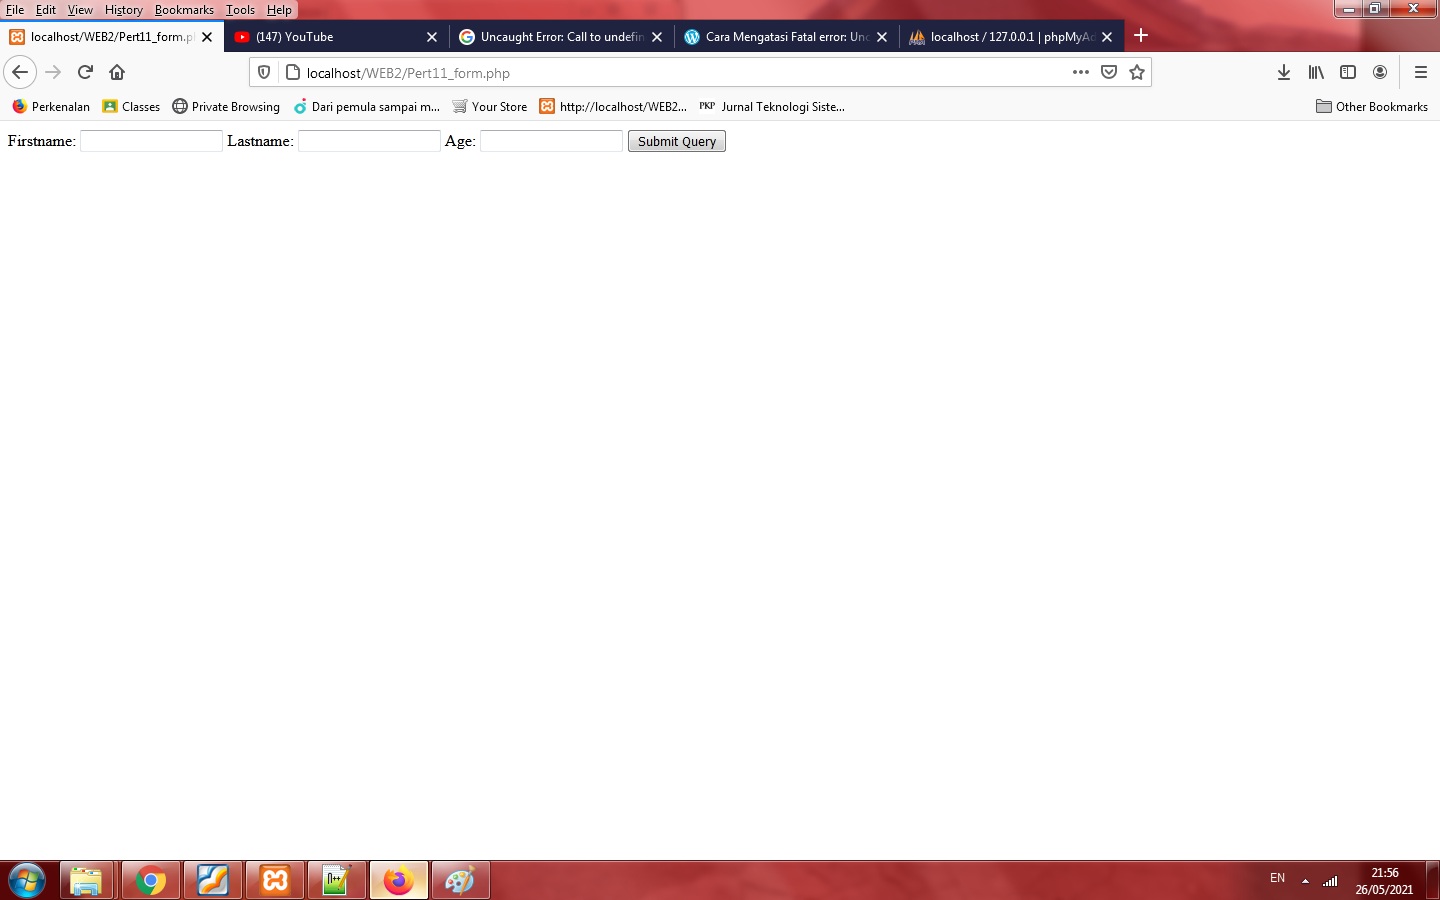 File Edit View History Bookmarks Tools Help
localhost/WEB2/Pert11_form.p (147) YouTube Uncaught Error: Call to undefin Cara Mengatasi Fatal error: Unc localhost / 127.0.0.1 | phpMyAd
localhost/WEB2/Pert11_form.php
Perkenalan Classes Private Browsing Dari pemula sampai m... Your Store http://localhost/WEB2... PKP Jurnal Teknologi Siste... Other Bookmarks
Firstname: Lastname: Age: Submit Query
EN 21:56
26/05/2021